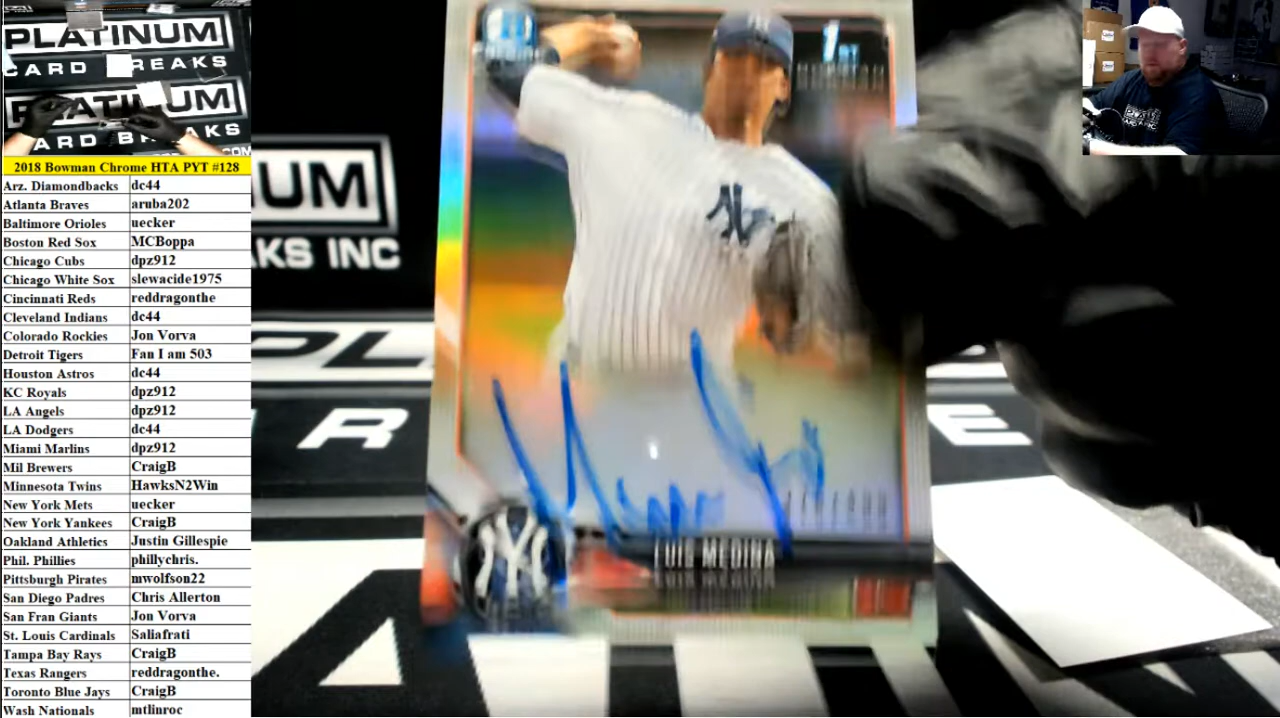 PLATINUM
CARD BREAKS
PLATINUM
ARD BREAKS
.COM
2018 Bowman Chrome HTA PYT #128
Arz. Diamondbacks dc44
Atlanta Braves aruba202
Baltimore Orioles uecker
Boston Red Sox MCBoppa
Chicago Cubs dpz912
Chicago White Sox slewacide1975
Cincinnati Reds reddragonthe
Cleveland Indians dc44
Colorado Rockies Jon Vorva
Detroit Tigers Fan I am 503
Houston Astros dc44
KC Royals dpz912
LA Angels dpz912
LA Dodgers dc44
Miami Marlins dpz912
Mil Brewers CraigB
Minnesota Twins HawksN2Win
New York Mets uecker
New York Yankees CraigB
Oakland Athletics Justin Gillespie
Phil. Phillies phillychris.
Pittsburgh Pirates mwolfson22
San Diego Padres Chris Allerton
San Fran Giants Jon Vorva
St. Louis Cardinals Saliafrati
Tampa Bay Rays CraigB
Texas Rangers reddragonthe.
Toronto Blue Jays CraigB
Wash Nationals mtlinroc
UM
KS INC
1ST
BOWMAN
NY
LUIS MEDINA